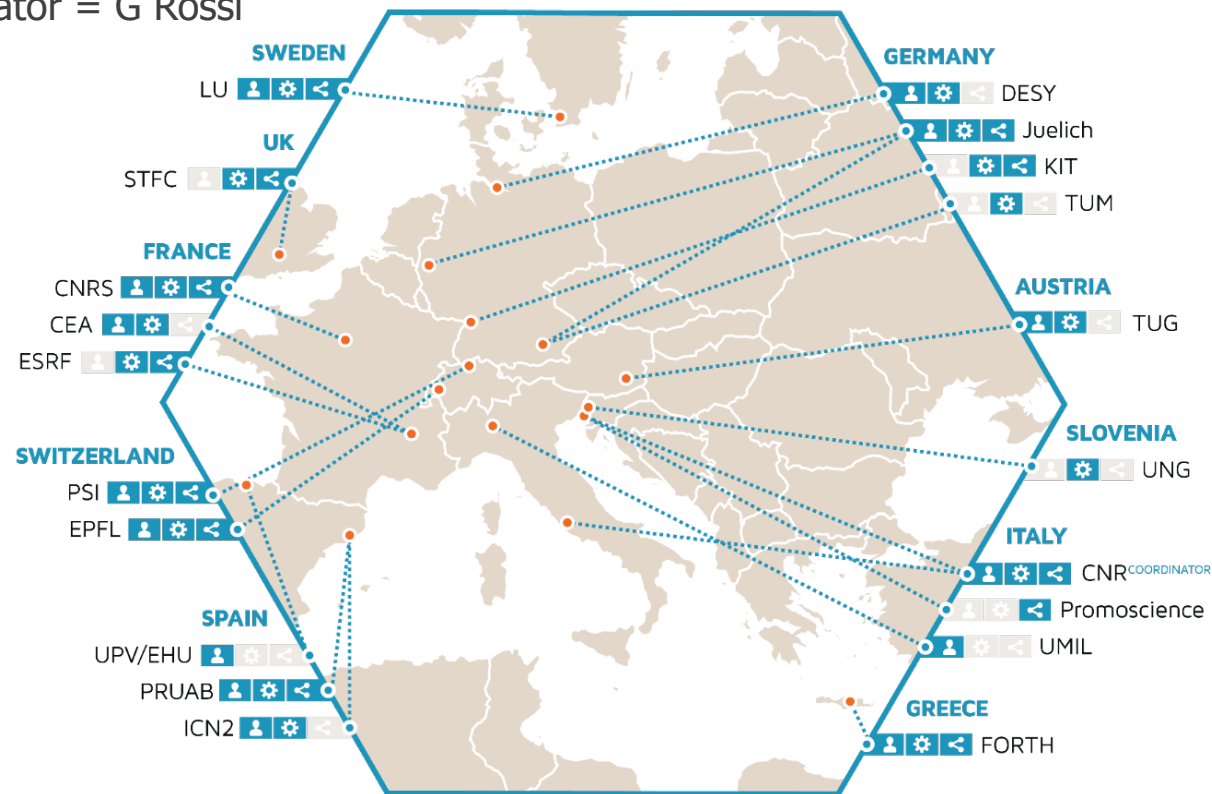 = G Rossi
SWEDEN
LU
UK
STFC
FRANCE
CNRS
CEA
ESRF
SWITZERLAND
PSI
EPFL
SPAIN
UPV/EHU
PRUAB
ICN2
GERMANY
DESY
Juelich
KIT
TUM
AUSTRIA
TUG
SLOVENIA
UNG
ITALY
CNR COORDINATOR
Promoscience
UMIL
GREECE
FORTH